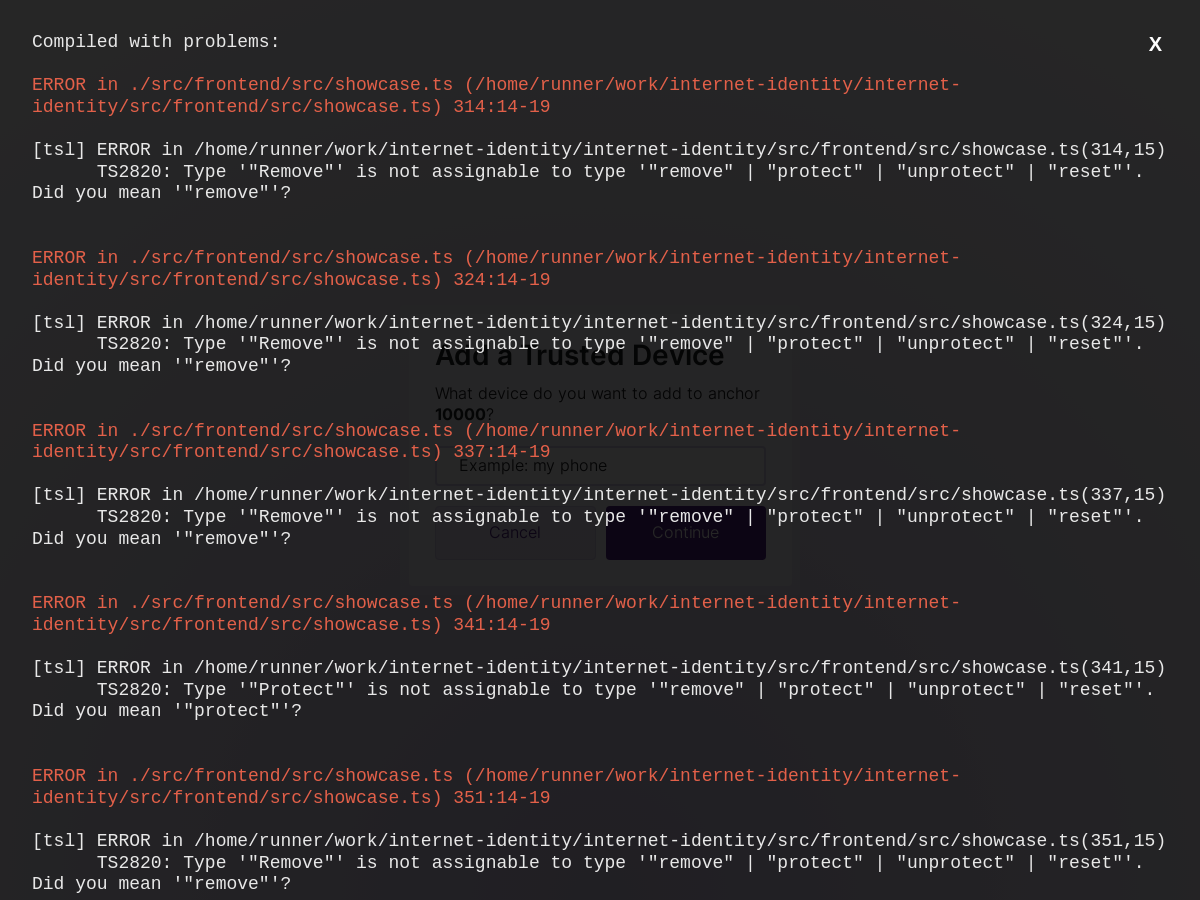 Compiled with problems:
X
ERROR in ./src/frontend/src/showcase.ts (/home/runner/work/internet-identity/internet-
identity/src/frontend/src/showcase.ts) 314:14-19
[tsl] ERROR in /home/runner/work/internet-identity/internet-identity/src/frontend/src/showcase.ts(314,15)
TS2820: Type '"Remove"' is not assignable to type '"remove" | "protect" | "unprotect" | "reset"'.
Did you mean '"remove"'?
ERROR in ./src/frontend/src/showcase.ts (/home/runner/work/internet-identity/internet-
identity/src/frontend/src/showcase.ts) 324:14-19
[tsl] ERROR in /home/runner/work/internet-identity/internet-identity/src/frontend/src/showcase.ts(324,15)
TS2820: Type '"Remove"' is not assignable to type '"remove" | "protect" | "unprotect" | "reset"'.
Did you mean '"remove"'?
Add a Trusted Device
What device do you want to add to anchor
10000?
ERROR in ./src/frontend/src/showcase.ts (/home/runner/work/internet-identity/internet-
identity/src/frontend/src/showcase.ts) 337:14-19
Example: my phone
[tsl] ERROR in /home/runner/work/internet-identity/internet-identity/src/frontend/src/showcase.ts(337,15)
TS2820: Type '"Remove"' is not assignable to type '"remove" | "protect" | "unprotect" | "reset"'.
Did you mean '"remove"'?
Cancel
Continue
ERROR in ./src/frontend/src/showcase.ts (/home/runner/work/internet-identity/internet-
identity/src/frontend/src/showcase.ts) 341:14-19
[tsl] ERROR in /home/runner/work/internet-identity/internet-identity/src/frontend/src/showcase.ts(341,15)
TS2820: Type '"Protect"' is not assignable to type '"remove" | "protect" | "unprotect" | "reset"'.
Did you mean '"protect"'?
ERROR in ./src/frontend/src/showcase.ts (/home/runner/work/internet-identity/internet-
identity/src/frontend/src/showcase.ts) 351:14-19
[tsl] ERROR in /home/runner/work/internet-identity/internet-identity/src/frontend/src/showcase.ts(351,15)
TS2820: Type '"Remove"' is not assignable to type '"remove" | "protect" | "unprotect" | "reset"'.
Did you mean '"remove"'?